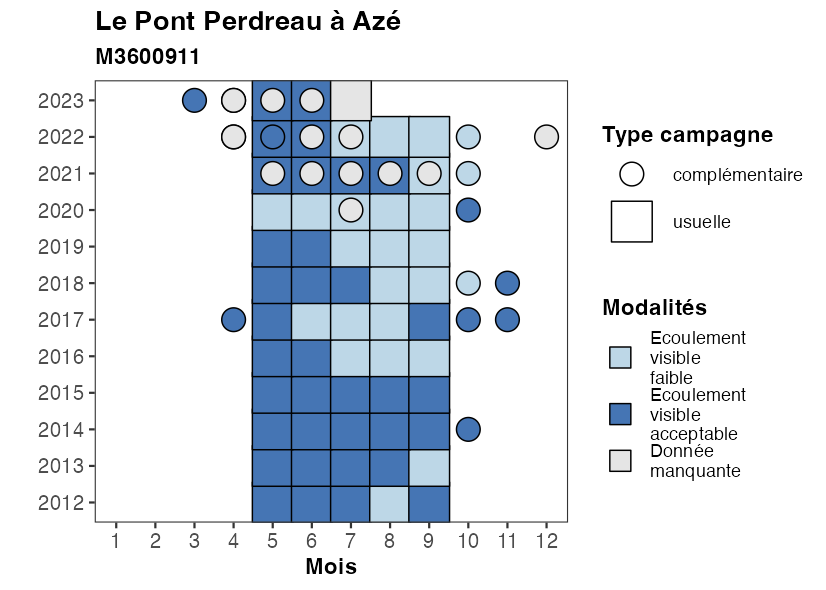 Le Pont Perdreau à Azé
M3600911
2023
2022
2021
2020
2019
2018
2017
2016
2015
2014
2013
2012
1 2 3 4 5 6 7 8 9 10 11 12
Mois
Type campagne
complémentaire
usuelle
Modalités
Ecoulement
visible
faible
Ecoulement
visible
acceptable
Donnée
manquante